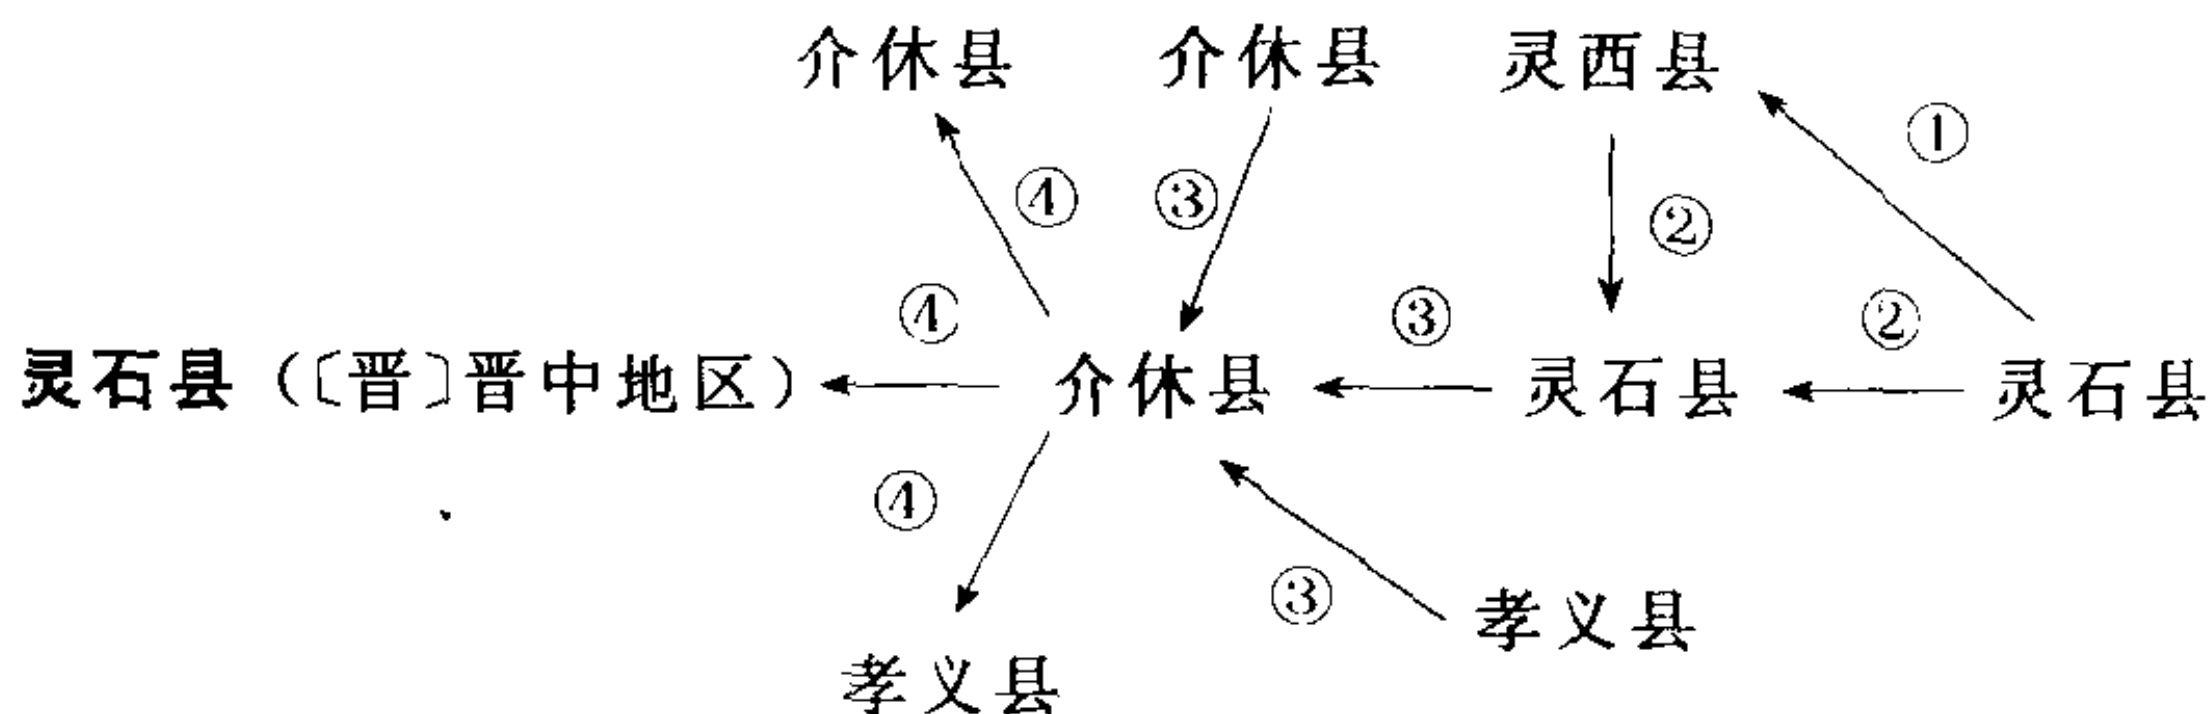 介休县 介休县 灵西县
①
④ ③ ②
④ ③ ②
灵石县（〔晋〕晋中地区） 介休县 灵石县 灵石县
④
③ 孝义县
孝义县